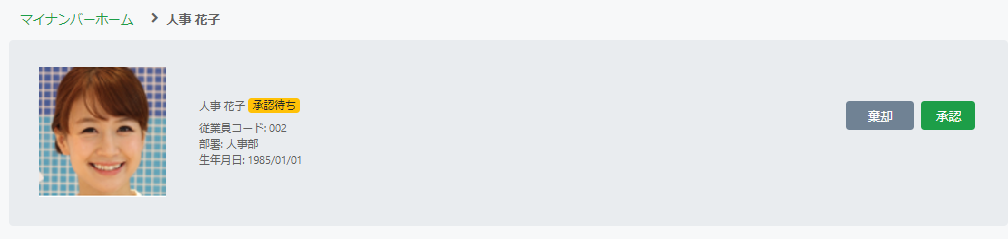 マイナンバーホーム > 人事 花子
人事 花子 承認待ち
従業員コード: 002
部署: 人事部
生年月日: 1985/01/01
棄却 承認